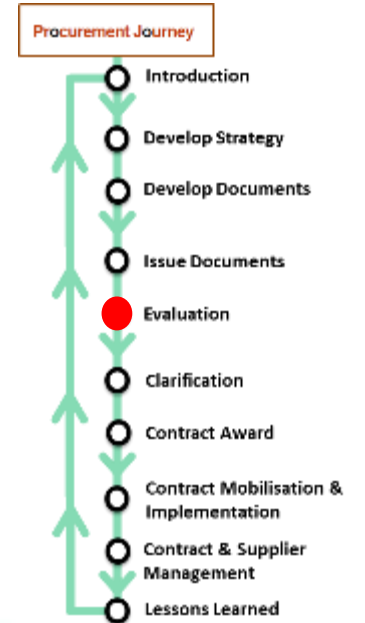 Procurement Journey
Introduction
Develop Strategy
Develop Documents
Issue Documents
Evaluation
Clarification
Contract Award
Contract Mobilisation &
Implementation
Contract & Supplier
Management
Lessons Learned